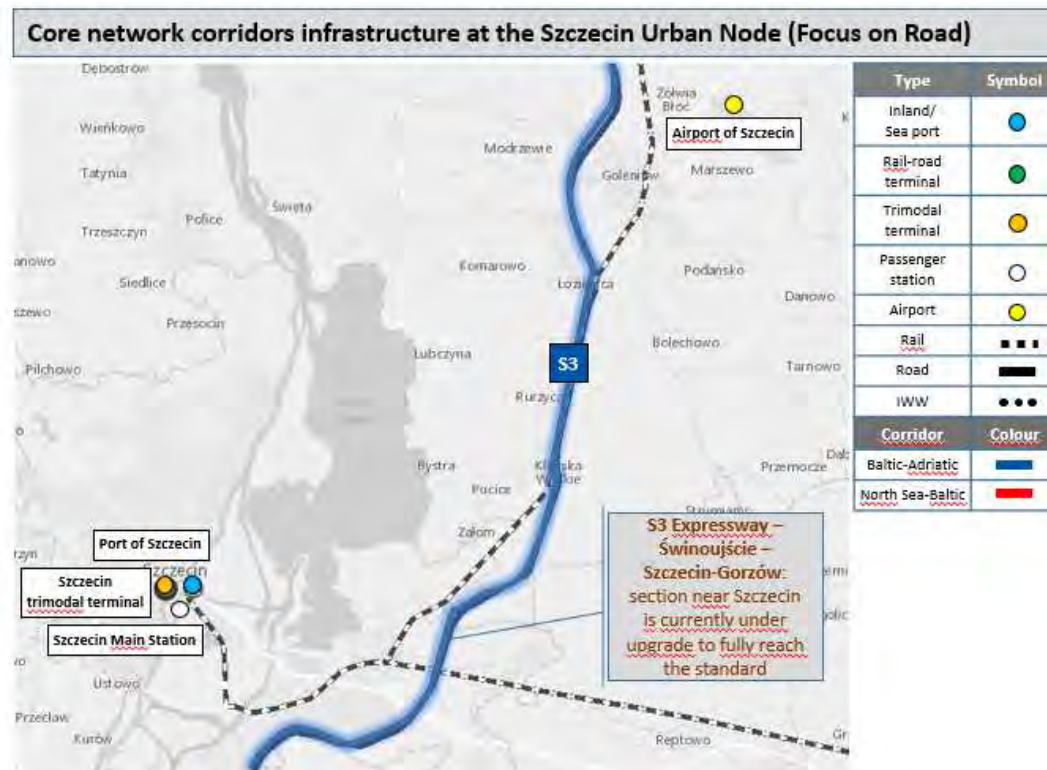 Core network corridors infrastructure at the Szczecin Urban Node (Focus on Road)
Dębostrów
Wieńkowo
Tatynia
Święta
Police
Trzeszczyn
anowo
Siedlice
szewo
Przesocin
Pilchowo
Żółwia
Błoć
Airport of Szczecin
Modrzewie
Goleniów
Marszewo
Komarowo
Podańsko
Danowo
Lubczyna
S3
Bolechowo
Tarnowo
Rurzyca
Bystra
Pucice
Przemocze
Załom
Port of Szczecin
Szczecin
Szczecin
trimodal terminal
Szczecin Main Station
S3 Expressway –
Świnoujście –
Szczecin-Gorzów:
section near Szczecin
is currently under
upgrade to fully reach
the standard
Ustowo
Przecław
Kurów
Reptowo
Gr
Type Symbol
Inland/
Sea port
Rail-road
terminal
Trimodal
terminal
Passenger
station
Airport
Rail
Road
IWW
Corridor Colour
Baltic-Adriatic
North Sea-Baltic